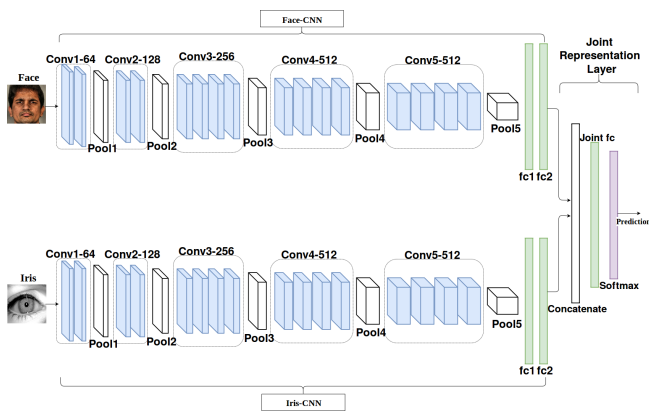 Face-CNN
Joint
Representation
Layer
Face
Conv1-64
Conv2-128
Conv3-256
Conv4-512
Conv5-512
Pool1
Pool2
Pool3
Pool4
Pool5
fc1 fc2
Joint fc
Prediction
Softmax
Concatenate
Iris
Conv1-64
Conv2-128
Conv3-256
Conv4-512
Conv5-512
Pool1
Pool2
Pool3
Pool4
Pool5
fc1 fc2
Iris-CNN